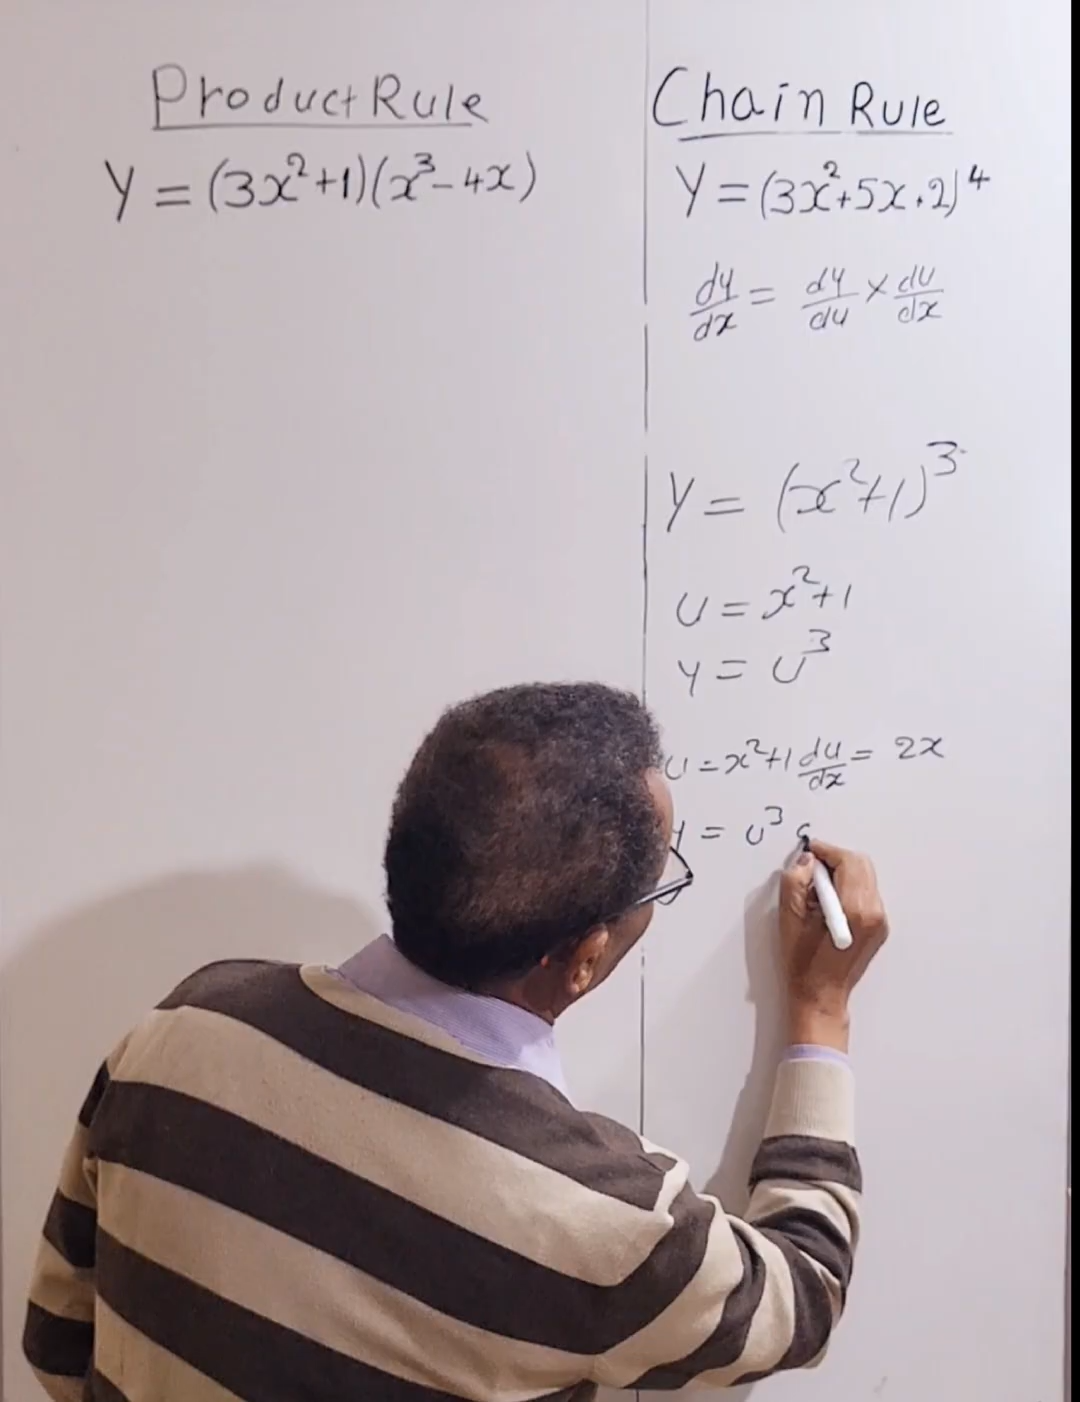 Product Rule
Y = (3x²+1)(x³-4x)
Chain Rule
Y = (3x²+5x+2)⁴
dy/dx = dy/du × du/dx
Y = (x²+1)³
U = x²+1
y = U³
U = x²+1 du/dx = 2x
y = U³